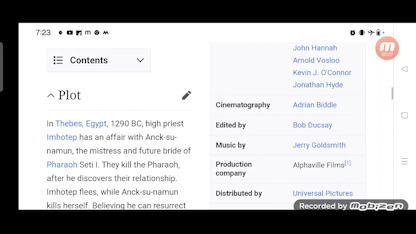 7:23
Contents
Plot
In Thebes, Egypt, 1290 BC, high priest
Imhotep has an affair with Anck-su-
namun, the mistress and future bride of
Pharaoh Seti I. They kill the Pharaoh,
after he discovers their relationship.
Imhotep flees, while Anck-su-namun
kills herself. Believing he can resurrect
John Hannah
Arnold Vosloo
Kevin J. O'Connor
Jonathan Hyde
Cinematography Adrian Biddle
Edited by Bob Ducsay
Music by Jerry Goldsmith
Production company Alphaville Films[1]
Distributed by Universal Pictures
Recorded by Mobizen